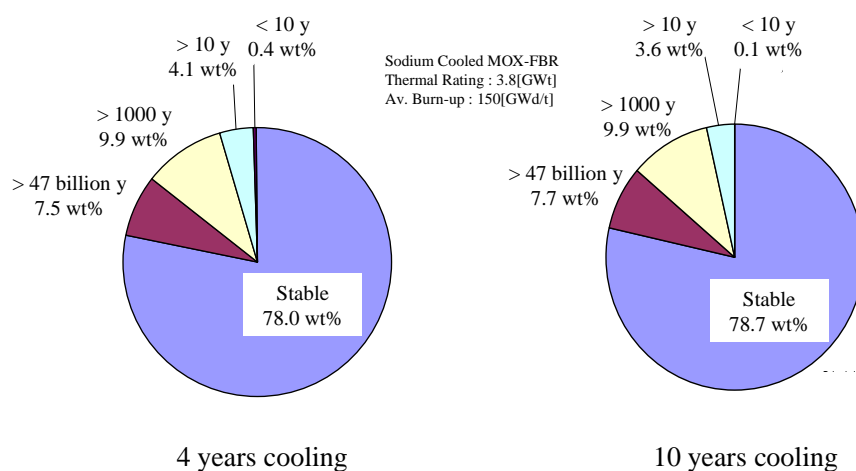 < 10 y
0.4 wt%
> 10 y
4.1 wt%
> 1000 y
9.9 wt%
> 47 billion y
7.5 wt%
Stable
78.0 wt%
4 years cooling
Sodium Cooled MOX-FBR
Thermal Rating : 3.8[GWt]
Av. Burn-up : 150[GWd/t]
< 10 y
0.1 wt%
> 10 y
3.6 wt%
> 1000 y
9.9 wt%
> 47 billion y
7.7 wt%
Stable
78.7 wt%
10 years cooling